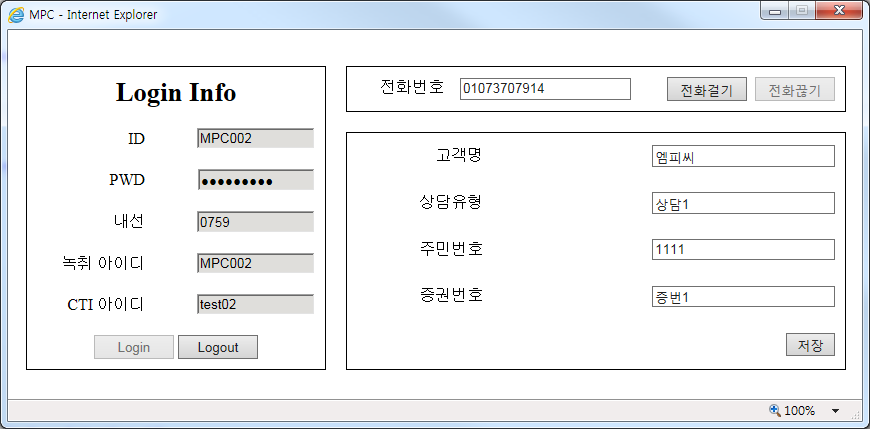 MPC - Internet Explorer
Login Info
ID MPC002
PWD ●●●●●●●●●
내선 0759
녹취 아이디 MPC002
CTI 아이디 test02
Login Logout
전화번호 01073707914 전화걸기 전화끊기
고객명 엠피씨
상담유형 상담1
주민번호 1111
증권번호 증번1
저장
100%